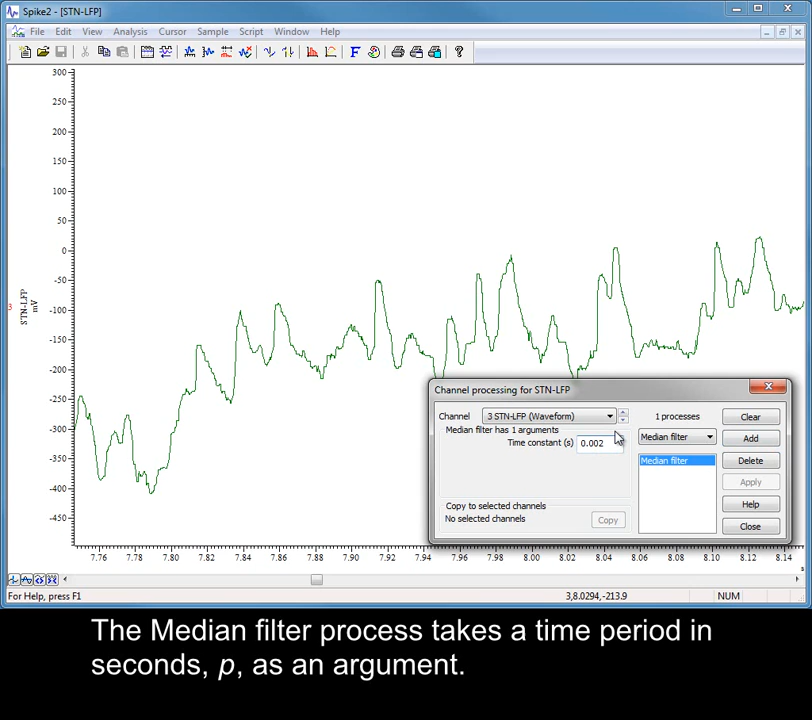 Spike2 - [STN-LFP]
File Edit View Analysis Cursor Sample Script Window Help
300
250
200
150
100
50
0
-50
-100
-150
-200
-250
-300
-350
-400
-450
3
STN-LFP
mV
Channel processing for STN-LFP
Channel 3 STN-LFP (Waveform) 1 processes Clear
Median filter has 1 arguments
Time constant (s) 0.002 Median filter Add
Median filter Delete
Apply
Copy to selected channels Help
No selected channels Copy Close
7.76 7.78 7.80 7.82 7.84 7.86 7.88 7.90 7.92 7.94 7.96 7.98 8.00 8.02 8.04 8.06 8.08 8.10 8.12 8.14
s
For Help, press F1 3,8.0294,-213.9 NUM
The Median filter process takes a time period in
seconds, p, as an argument.